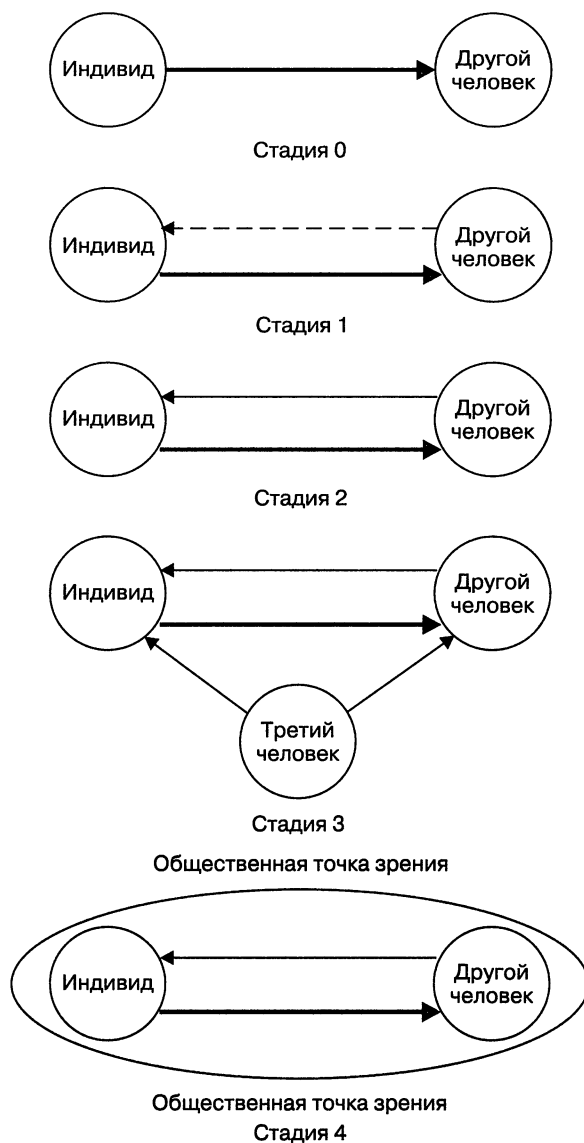 Индивид
Другой
человек
Стадия 0
Индивид
Другой
человек
Стадия 1
Индивид
Другой
человек
Стадия 2
Индивид
Другой
человек
Третий
человек
Стадия 3
Общественная точка зрения
Индивид
Другой
человек
Общественная точка зрения
Стадия 4